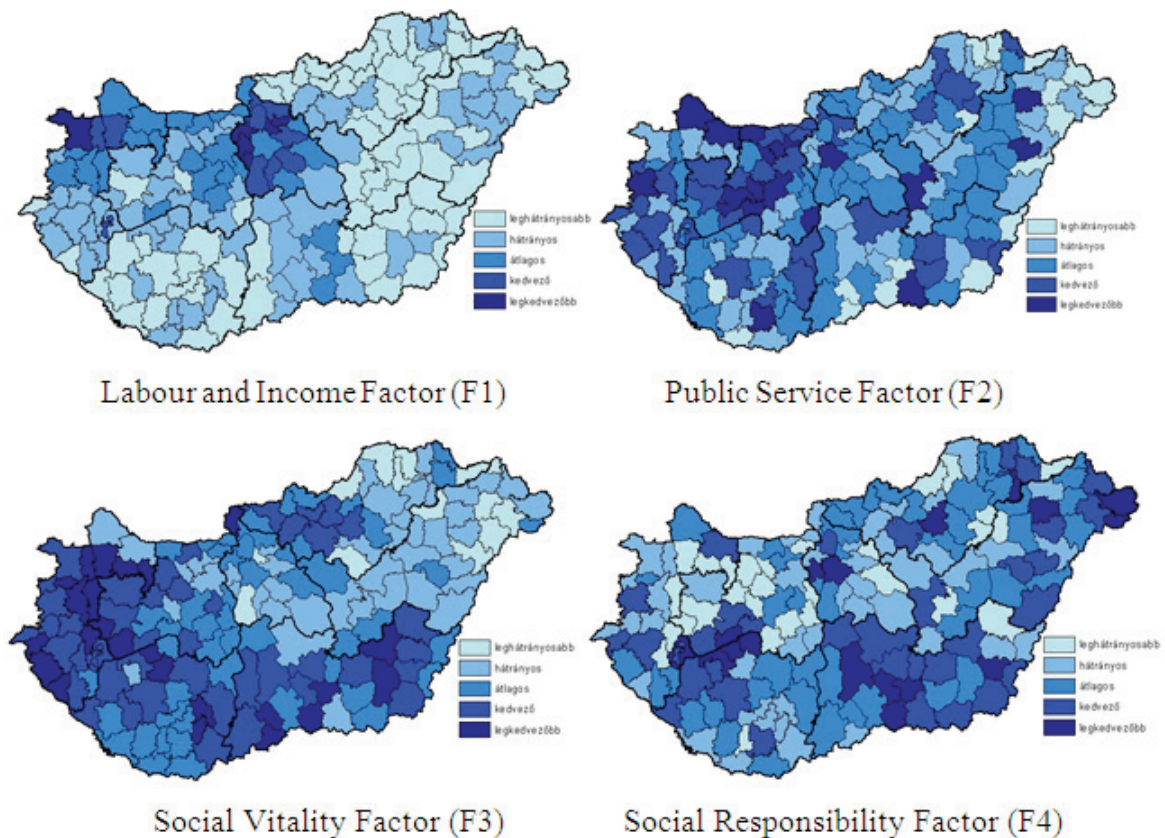 leghátrányosabb
hátrányos
átlagos
kedvező
legkedvezőbb
Labour and Income Factor (F1)
leghátrányosabb
hátrányos
átlagos
kedvező
legkedvezőbb
Public Service Factor (F2)
leghátrányosabb
hátrányos
átlagos
kedvező
legkedvezőbb
Social Vitality Factor (F3)
leghátrányosabb
hátrányos
átlagos
kedvező
legkedvezőbb
Social Responsibility Factor (F4)